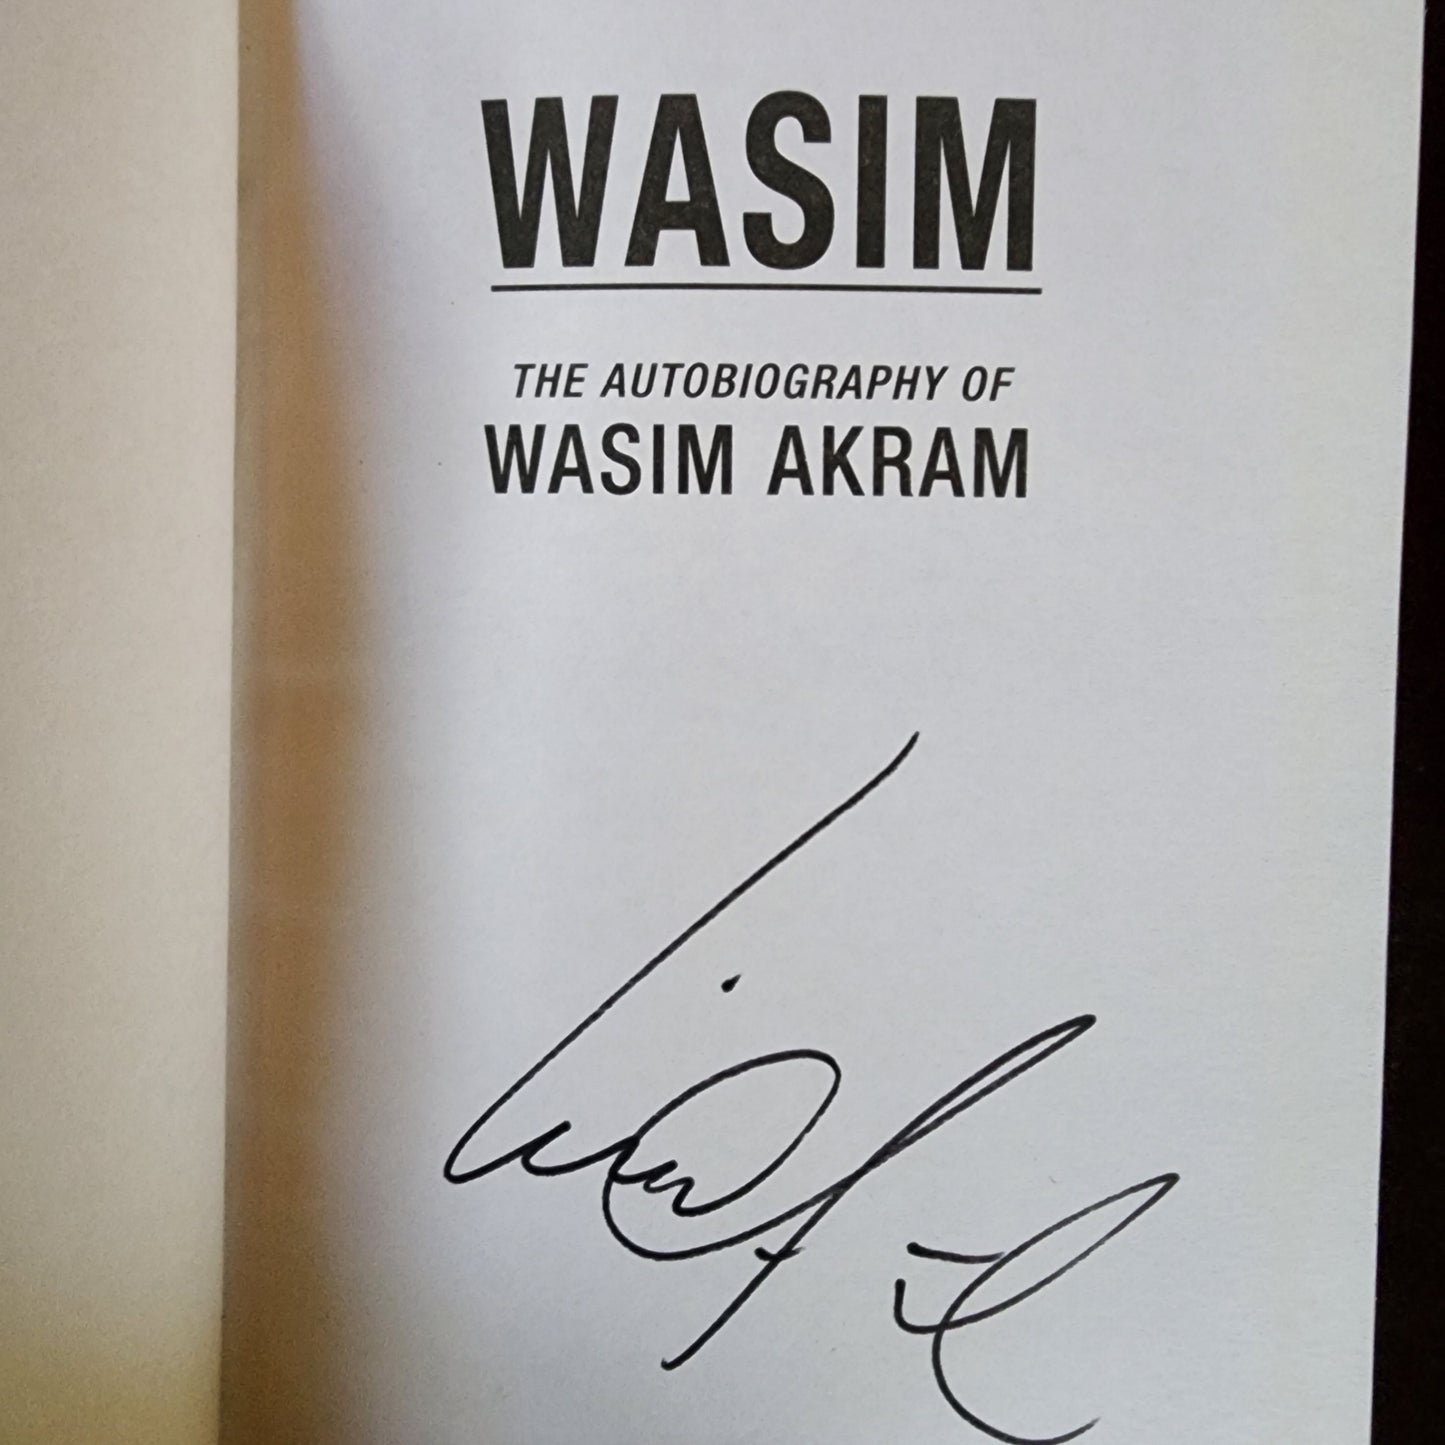 WASIM
THE AUTOBIOGRAPHY OF
WASIM AKRAM